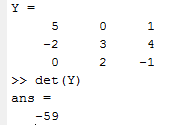 Y =
5 0 1
-2 3 4
0 2 -1
>> det(Y)
ans =
-59